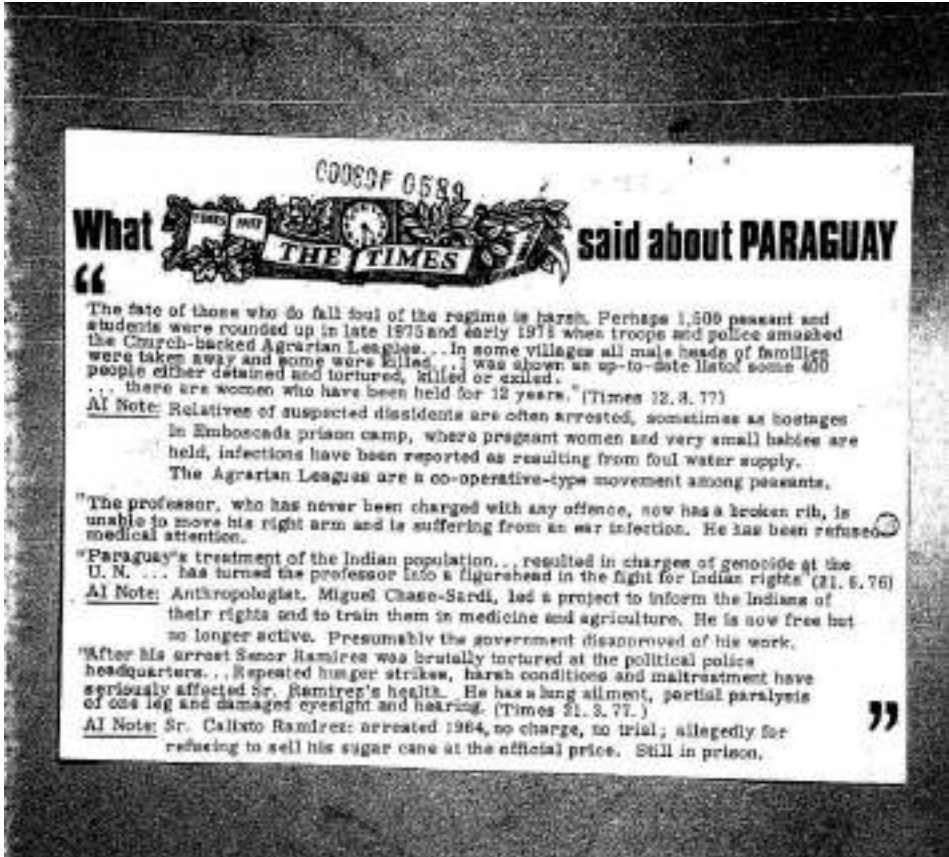 00080F 0589
What THE TIMES said about PARAGUAY
“
The fate of those who do fall foul of the regime is harsh. Perhaps 1,500 peasant and
students were rounded up in late 1975 and early 1976 when troops and police smashed
the Church-backed Agrarian Leagues...In some villages all male heads of families
were taken away and some were killed...I was shown an up-to-date listof some 400
people either detained and tortured, killed or exiled.
... there are women who have been held for 12 years." (Times 12.8.77)
AI Note: Relatives of suspected dissidents are often arrested, sometimes as hostages
In Emboscada prison camp, where pregnant women and very small babies are
held, infections have been reported as resulting from foul water supply.
The Agrarian Leagues are a co-operative-type movement among peasants.
"The professor, who has never been charged with any offence, now has a broken rib, is
unable to move his right arm and is suffering from an ear infection. He has been refused
medical attention.
"Paraguay's treatment of the Indian population... resulted in charges of genocide at the
U. N. ... has turned the professor into a figurehead in the fight for Indian rights" (21.6.76)
AI Note: Anthropologist, Miguel Chase-Sardi, led a project to inform the Indians of
their rights and to train them in medicine and agriculture. He is now free but
no longer active. Presumably the government disapproved of his work.
"After his arrest Senor Ramirez was brutally tortured at the political police
headquarters...Repeated hunger strikes, harsh conditions and maltreatment have
seriously affected Sr. Ramirez's health. He has a lung ailment, partial paralysis
of one leg and damaged eyesight and hearing. (Times 21.3.77.)
AI Note: Sr. Calixto Ramirez: arrested 1964, no charge, no trial; allegedly for
refusing to sell his sugar cane at the official price. Still in prison.
”